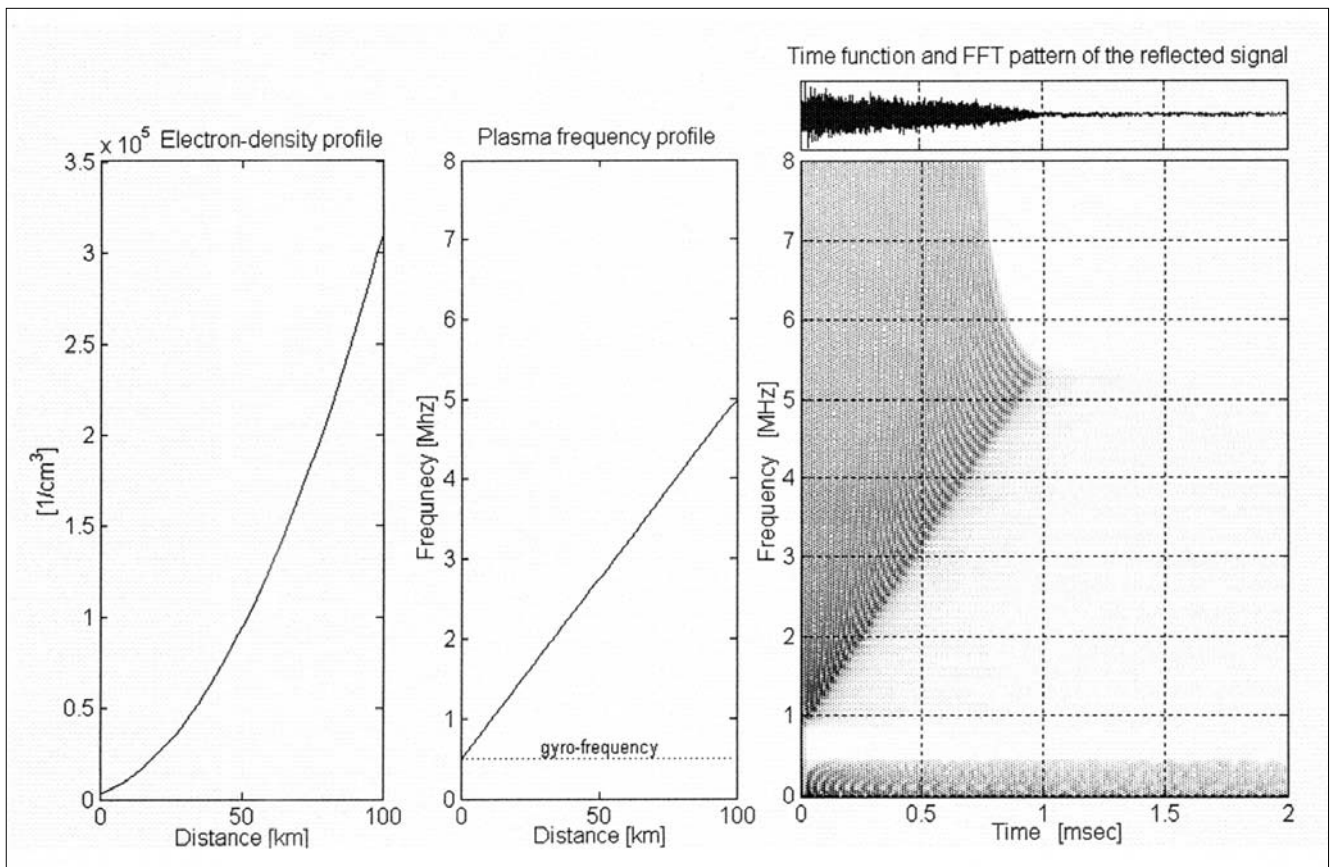 Time function and FFT pattern of the reflected signal
x 10^5 Electron-density profile
3.5
3
2.5
2
1.5
1
0.5
0
[1/cm^3]
0 50 100
Distance [km]
Plasma frequency profile
8
7
6
5
4
3
2
1
0
Frequnecy [Mhz]
gyro-frequency
0 50 100
Distance [km]
8
7
6
5
4
3
2
1
0
Frequency [MHz]
0 0.5 1 1.5 2
Time [msec]